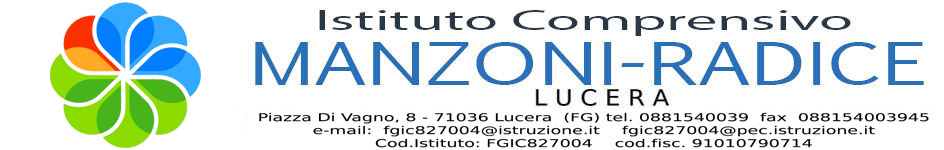 Istituto Comprensivo
MANZONI-RADICE
LUCERA
Piazza Di Vagno, 8 - 71036 Lucera (FG) tel. 0881540039 fax 088154003945
e-mail: fgic827004@istruzione.it fgic827004@pec.istruzione.it
Cod.Istituto: FGIC827004 cod.fisc. 91010790714